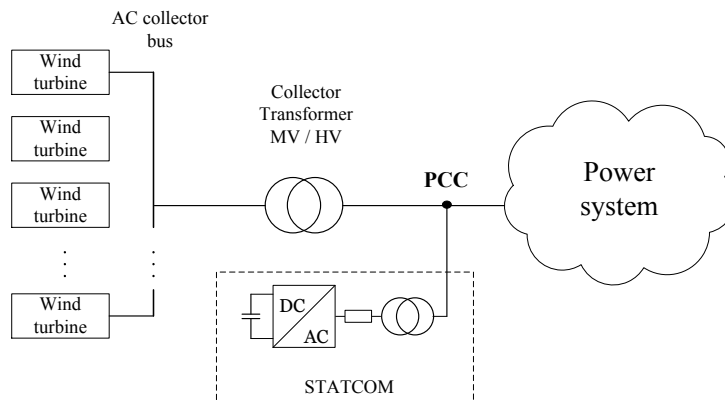 AC collector
bus
Wind
turbine
Wind
turbine
Wind
turbine
Wind
turbine
Collector
Transformer
MV / HV
PCC
Power
system
DC
AC
STATCOM